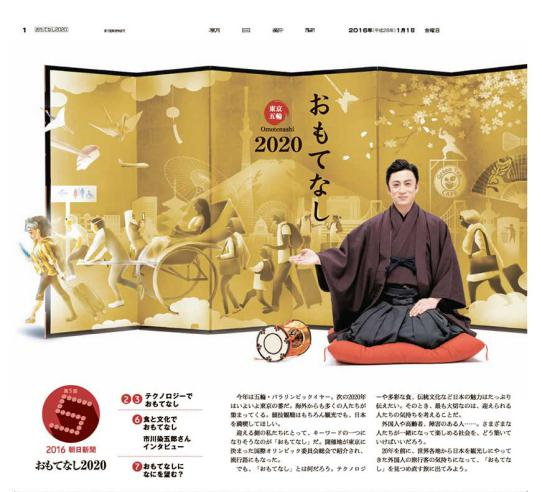 1
おもてなし2020
2016年(平成28年)1月1日 金曜日
東京
五輪
Omotenashi
2020
おもてなし
第5部
5
2016 朝日新聞
おもてなし2020
2 3 テクノロジーで
おもてなし
6 食と文化で
おもてなし
市川染五郎さん
インタビュー
7 おもてなしに
なにを望む?
今年は五輪・パラリンピックイヤー。次の2020年
はいよいよ東京の番だ。海外からも多くの人たちが
集まってくる。競技観戦はもちろん観光でも、日本
を満喫してほしい。
迎える側の私たちにとって、キーワードの一つに
なりそうなのが「おもてなし」だ。開催地が東京に
決まった国際オリンピック委員会総会で紹介され、
流行語にもなった。
でも、「おもてなし」とは何だろう。テクノロジ
ーや多彩な食、伝統文化など日本の魅力はたっぷり
伝えたい。そのとき、最も大切なのは、迎えられる
人たちの気持ちを考えることだ。
外国人や高齢者、障害のある人……。さまざまな
人たちが一緒になって楽しめる社会を、どう築いて
いけばいいだろう。
20年を前に、世界各地から日本を観光しにやって
きた外国人の旅行客の気持ちになって、「おもてな
し」を見つめ直す旅に出てみよう。